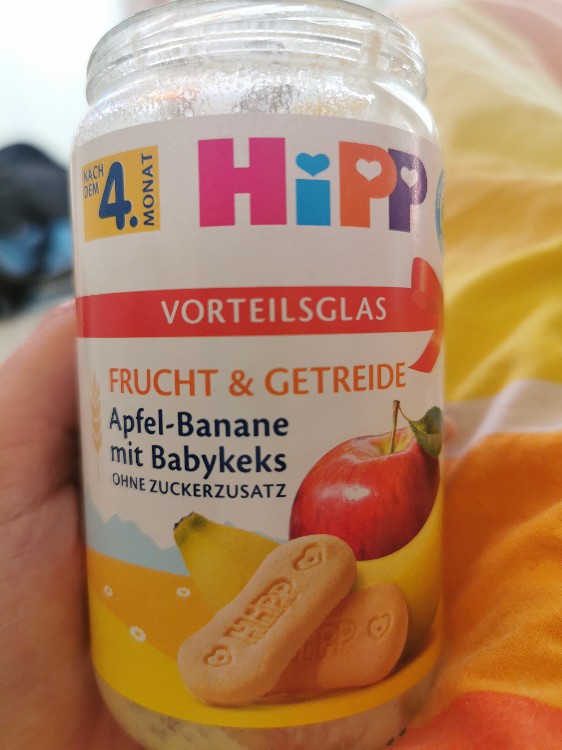 NACH DEM 4. MONAT
HiPP
VORTEILSGLAS
FRUCHT & GETREIDE
Apfel-Banane
mit Babykeks
OHNE ZUCKERZUSATZ
HiPP
HiPP